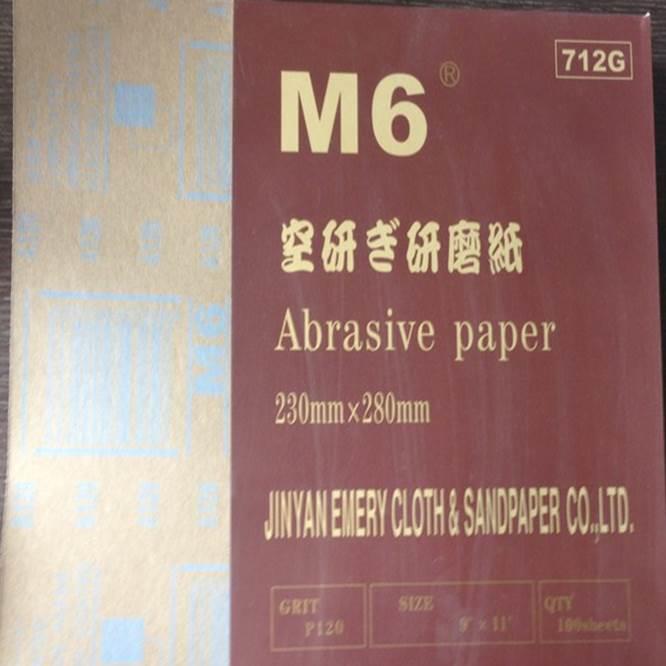 712G
M6®
空研ぎ研磨紙
Abrasive paper
230mm×280mm
JINYAN EMERY CLOTH & SANDPAPER CO.,LTD.
GRIT
P120
SIZE
9"×11"
QTY
100sheets
M6